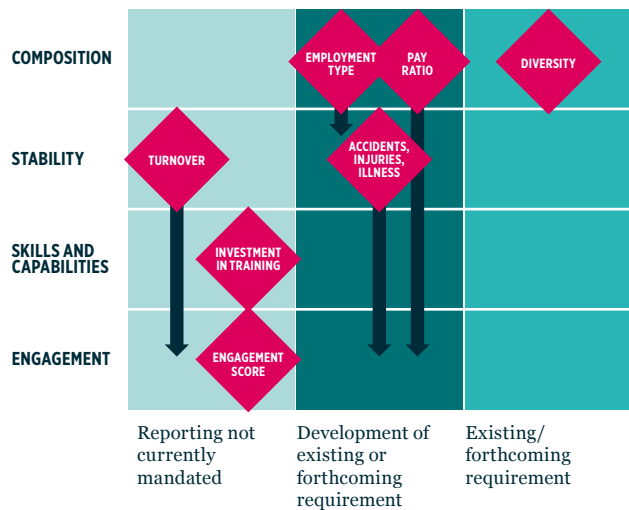 COMPOSITION
EMPLOYMENT
TYPE
PAY
RATIO
DIVERSITY
STABILITY
TURNOVER
ACCIDENTS,
INJURIES,
ILLNESS
SKILLS AND
CAPABILITIES
INVESTMENT
IN TRAINING
ENGAGEMENT
ENGAGEMENT
SCORE
Reporting not
currently
mandated
Development of
existing or
forthcoming
requirement
Existing/
forthcoming
requirement